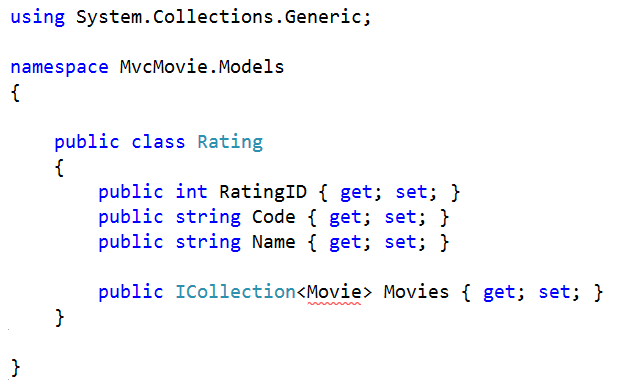 using System.Collections.Generic;
namespace MvcMovie.Models
{
public class Rating
{
public int RatingID { get; set; }
public string Code { get; set; }
public string Name { get; set; }
public ICollection<Movie> Movies { get; set; }
}
}